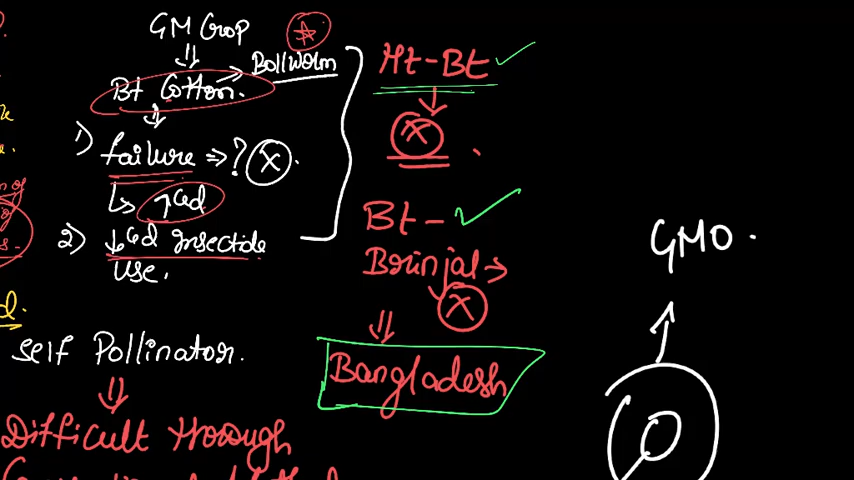 GM Crop
Bt Cotton. → Bollworm
1) failure ⇒ ? X.
↳ ↑ed
2) ↓ed Insectide
use.
Self Pollinator.
Difficult thorough
Ht-Bt ✓
X
Bt- ✓
Brinjal →
X
Bangladesh
GMO.
d.